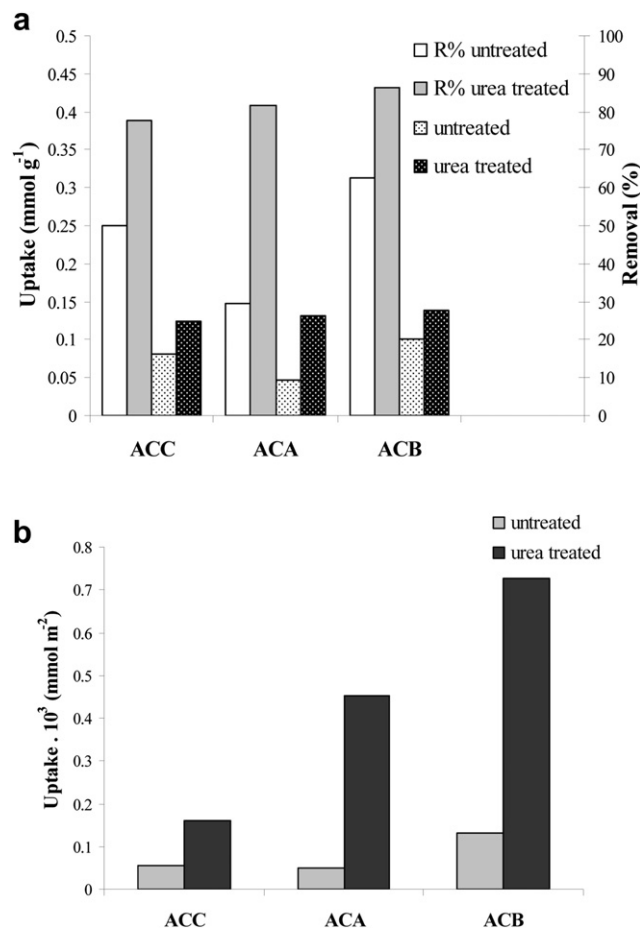 a
Uptake (mmol g-1)
0.5
0.45
0.4
0.35
0.3
0.25
0.2
0.15
0.1
0.05
0
R% untreated
R% urea treated
untreated
urea treated
100
90
80
70
60
50
40
30
20
10
0
Removal (%)
ACC ACA ACB
b
untreated
urea treated
Uptake . 10³ (mmol m-2)
0.8
0.7
0.6
0.5
0.4
0.3
0.2
0.1
0
ACC ACA ACB